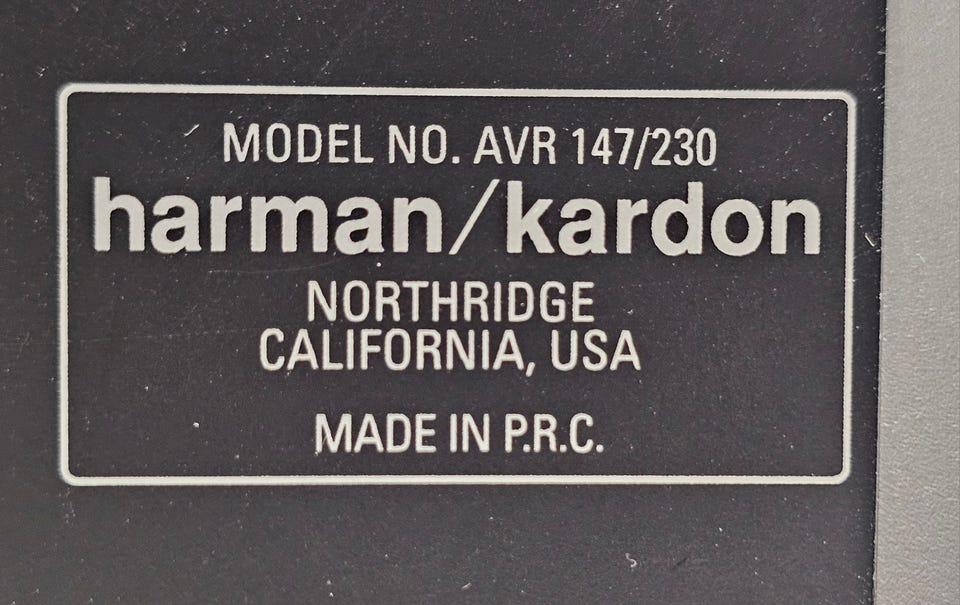 MODEL NO. AVR 147/230
harman/kardon
NORTHRIDGE
CALIFORNIA, USA
MADE IN P.R.C.